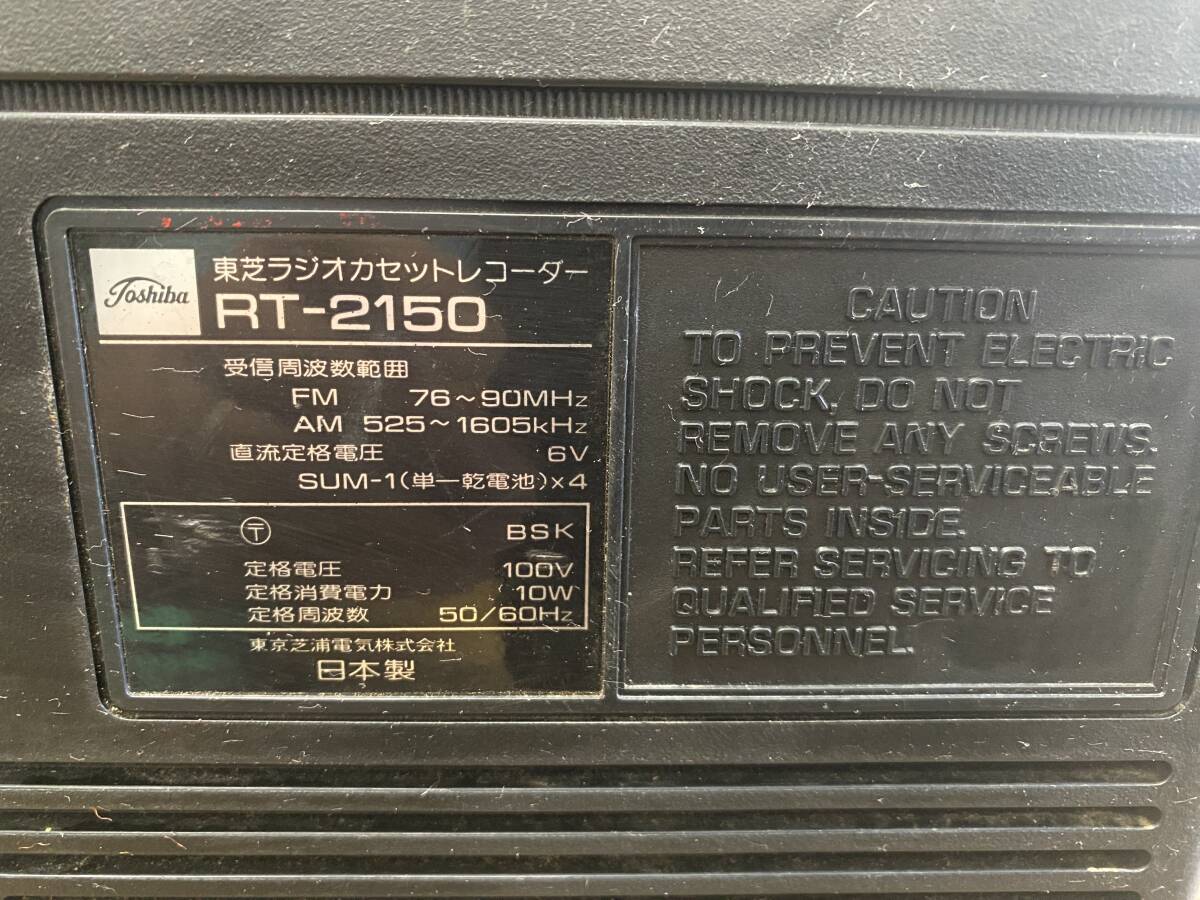 Toshiba
東芝ラジオカセットレコーダー
RT-2150
受信周波数範囲
FM 76～90MHz
AM 525～1605kHz
直流定格電圧 6V
SUM-1(単一乾電池)×4
〒 BSK
定格電圧 100V
定格消費電力 10W
定格周波数 50/60Hz
東京芝浦電気株式会社
日本製
CAUTION
TO PREVENT ELECTRIC
SHOCK, DO NOT
REMOVE ANY SCREWS.
NO USER-SERVICEABLE
PARTS INSIDE.
REFER SERVICING TO
QUALIFIED SERVICE
PERSONNEL.